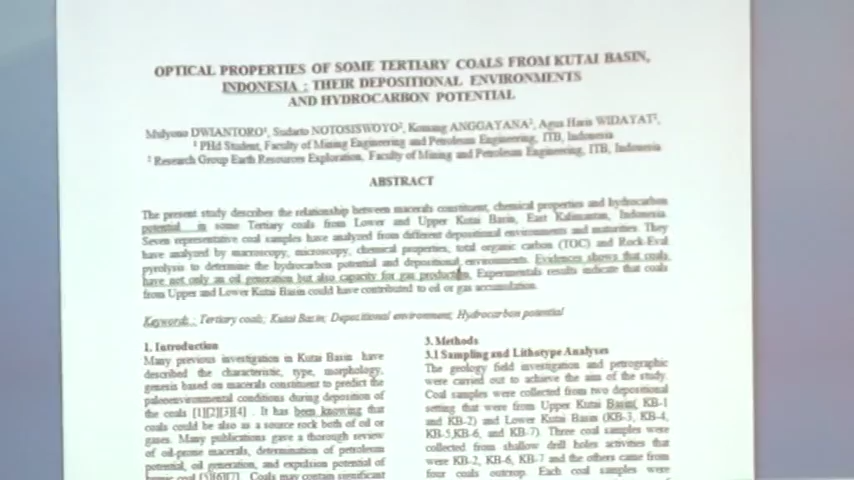 OPTICAL PROPERTIES OF SOME TERTIARY COALS FROM KUTAI BASIN,
INDONESIA : THEIR DEPOSITIONAL ENVIRONMENTS
AND HYDROCARBON POTENTIAL
Mulyono DWIANTORO¹, Sudarto NOTOSISWOYO², Komang ANGGAYANA², Agus Haris WIDAYAT²,
¹ PHd Student, Faculty of Mining Engineering and Petroleum Engineering, ITB, Indonesia
² Research Group Earth Resources Exploration, Faculty of Mining and Petroleum Engineering, ITB, Indonesia
ABSTRACT
The present study describes the relationship between macerals constituent, chemical properties and hydrocarbon
potential in some Tertiary coals from Lower and Upper Kutai Basin, East Kalimantan, Indonesia.
Seven representative coal samples have analyzed from different depositional environments and maturities. They
have analyzed by macroscopy, microscopy, chemical properties, total organic carbon (TOC) and Rock-Eval
pyrolysis to determine the hydrocarbon potential and depositional environments. Evidences shows that coals
have not only an oil generation but also capacity for gas production. Experimentals results indicate that coals
from Upper and Lower Kutai Basin could have contributed to oil or gas accumulation.
Keywords : Tertiary coals; Kutai Basin; Depositional environment; Hydrocarbon potential
1. Introduction
Many previous investigation in Kutai Basin have
described the characteristic, type, morphology,
genesis based on macerals constituent to predict the
paleoenvironmental conditions during deposition of
the coals [1][2][3][4] . It has been knowing that
coals could be also as a source rock both of oil or
gases. Many publications gave a thorough review
of oil-prone macerals, determination of petroleum
potential, oil generation, and expulsion potential of
humic coal [5][6][7]. Coals may contain significant
3. Methods
3.1 Sampling and Lithotype Analyses
The geology field investigation and petrographic
were carried out to achieve the aim of the study.
Coal samples were collected from two depositional
setting that were from Upper Kutai Basin( KB-1
and KB-2) and Lower Kutai Basin (KB-3, KB-4,
KB-5,KB-6, and KB-7). Three coal samples were
collected from shallow drill holes activities that
were KB-2, KB-6, KB-7 and the others came from
four coals outcrop. Each coal samples were